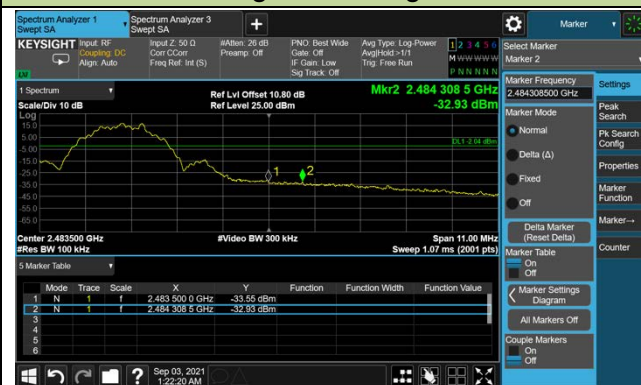 Spectrum Analyzer 1
Swept SA
Spectrum Analyzer 3
Swept SA
+
Marker
KEYSIGHT
Input: RF
Coupling: DC
Align: Auto
Input Z: 50 Ω
Corr CCorr
Freq Ref: Int (S)
#Atten: 26 dB
Preamp: Off
PNO: Best Wide
Gate: Off
IF Gain: Low
Sig Track: Off
Avg Type: Log-Power
Avg|Hold:>1/1
Trig: Free Run
1 2 3 4 5 6
M W W W W W
P N N N N N
LM
Select Marker
Marker 2
1 Spectrum
Scale/Div 10 dB
Ref Lvl Offset 10.80 dB
Ref Level 25.00 dBm
Mkr2 2.484 308 5 GHz
-32.93 dBm
Log
15.0
5.00
-5.00
-15.0
-25.0
-35.0
-45.0
-55.0
-65.0
DL1 -2.04 dBm
1
2
Center 2.483500 GHz
#Res BW 100 kHz
#Video BW 300 kHz
Span 11.00 MHz
Sweep 1.07 ms (2001 pts)
5 Marker Table
Mode Trace Scale X Y Function Function Width Function Value
1 N 1 f 2.483 500 0 GHz -33.55 dBm
2 N 1 f 2.484 308 5 GHz -32.93 dBm
3
4
5
6
Marker Frequency
2.484308500 GHz
Marker Mode
Normal
Delta (Δ)
Fixed
Off
Delta Marker
(Reset Delta)
Marker Table
On
Off
Marker Settings
Diagram
All Markers Off
Couple Markers
On
Off
Settings
Peak
Search
Pk Search
Config
Properties
Marker
Function
Marker→
Counter
?
Sep 03, 2021
1:22:20 AM